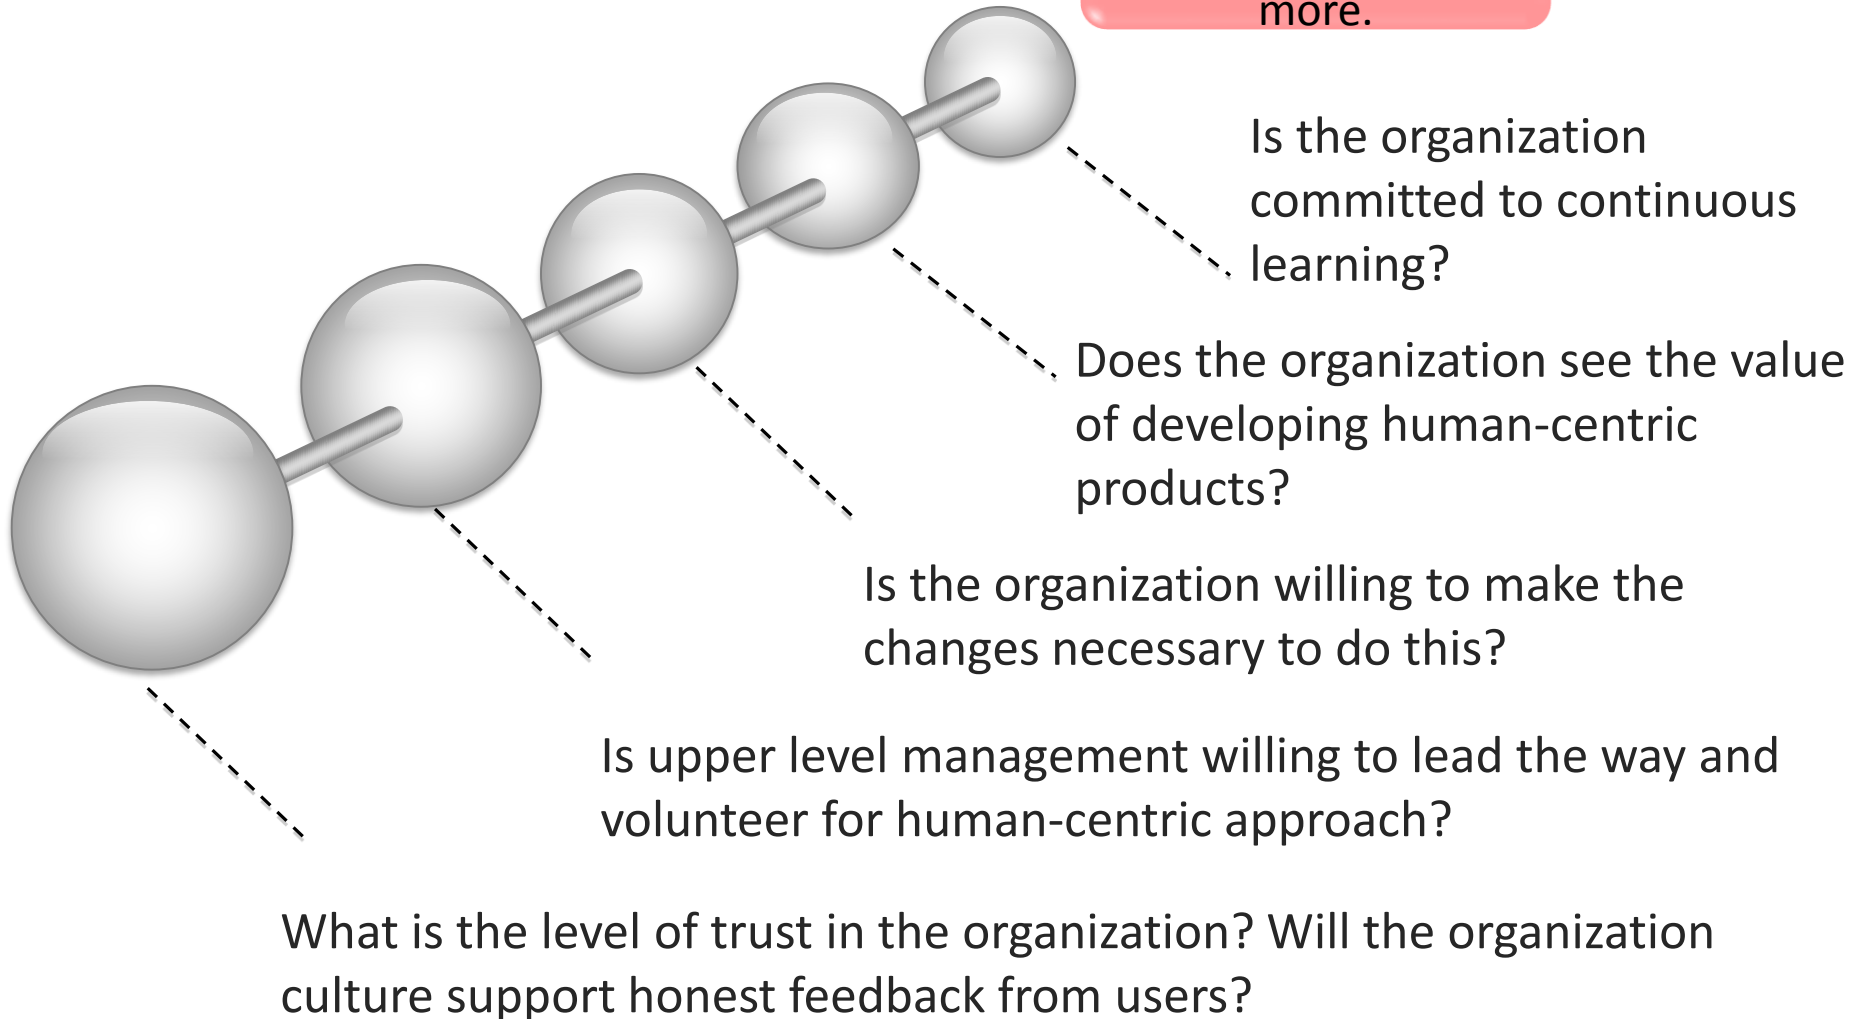 more.
Is the organization
committed to continuous
learning?
Does the organization see the value
of developing human-centric
products?
Is the organization willing to make the
changes necessary to do this?
Is upper level management willing to lead the way and
volunteer for human-centric approach?
What is the level of trust in the organization? Will the organization
culture support honest feedback from users?